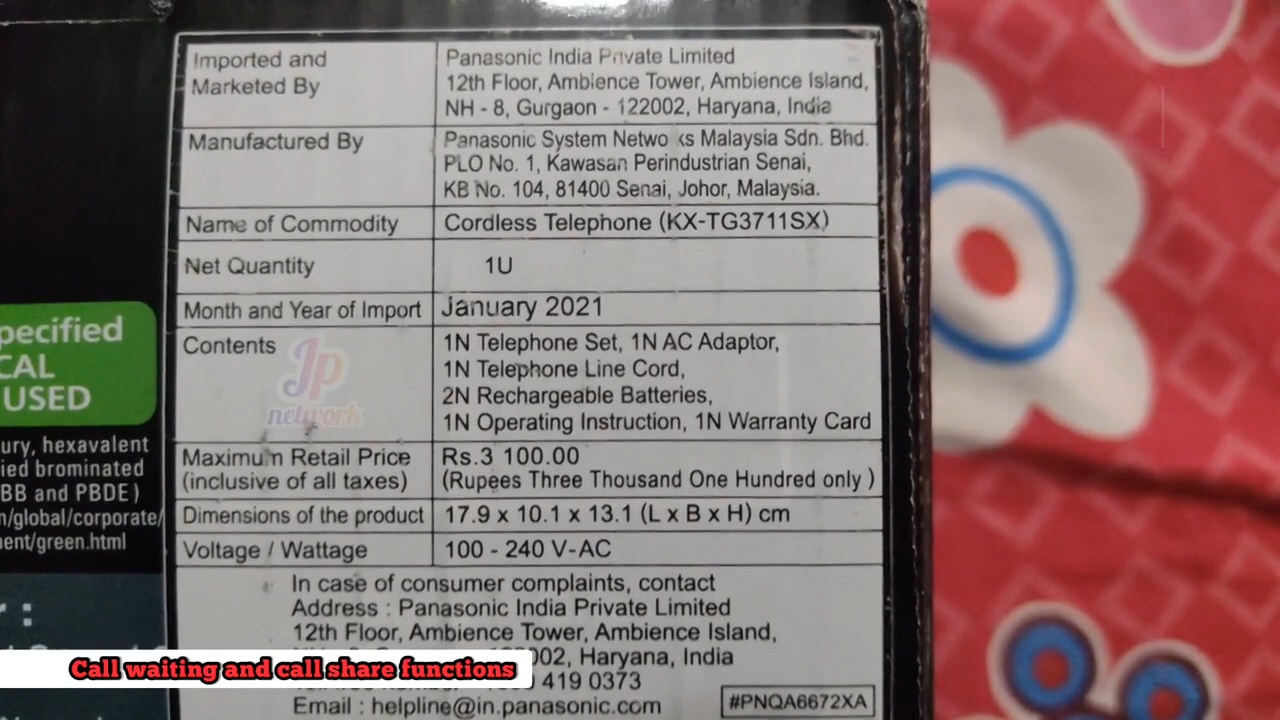 Imported and
Marketed By
Panasonic India Private Limited
12th Floor, Ambience Tower, Ambience Island,
NH - 8, Gurgaon - 122002, Haryana, India
Manufactured By
Panasonic System Netwo ks Malaysia Sdn. Bhd.
PLO No. 1, Kawasan Perindustrian Senai,
KB No. 104, 81400 Senai, Johor, Malaysia.
Name of Commodity
Cordless Telephone (KX-TG3711SX)
Net Quantity
1U
Month and Year of Import
January 2021
Contents
1N Telephone Set, 1N AC Adaptor,
1N Telephone Line Cord,
2N Rechargeable Batteries,
1N Operating Instruction, 1N Warranty Card
Maximum Retail Price
(inclusive of all taxes)
Rs.3 100.00
(Rupees Three Thousand One Hundred only )
Dimensions of the product
17.9 x 10.1 x 13.1 (L x B x H) cm
Voltage / Wattage
100 - 240 V-AC
In case of consumer complaints, contact
Address : Panasonic India Private Limited
12th Floor, Ambience Tower, Ambience Island,
002, Haryana, India
419 0373
Email : helpline@in.panasonic.com
#PNQA6672XA
pecified
CAL
USED
ury, hexavalent
ied brominated
BB and PBDE )
n/global/corporate/
ent/green.html
Jp
network
Call waiting and call share functions